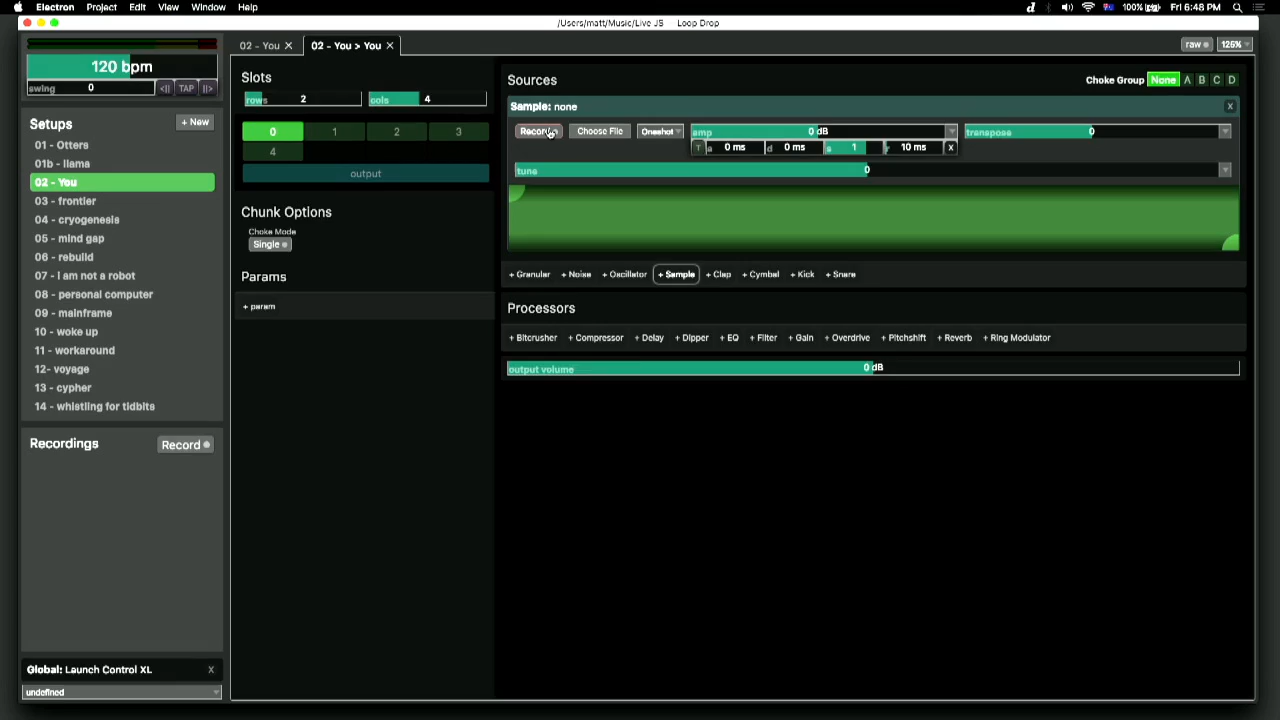 Electron Project Edit View Window Help
100% Fri 6:48 PM
/Users/matt/Music/Live JS Loop Drop
120 bpm
swing 0
<|| TAP ||>
Setups + New
01 - Otters
01b - llama
02 - You
03 - frontier
04 - cryogenesis
05 - mind gap
06 - rebuild
07 - i am not a robot
08 - personal computer
09 - mainframe
10 - woke up
11 - workaround
12- voyage
13 - cypher
14 - whistling for tidbits
Recordings Record
Global: Launch Control XL X
undefined
02 - You X 02 - You > You X
raw 125%
Slots
rows 2 cols 4
0 1 2 3
4
output
Chunk Options
Choke Mode
Single
Params
+ param
Sources Choke Group None A B C D
Sample: none X
Record Choose File Oneshot amp 0 dB transpose 0
T a 0 ms d 0 ms s 1 r 10 ms x
tune 0
+ Granular + Noise + Oscillator + Sample + Clap + Cymbal + Kick + Snare
Processors
+ Bitcrusher + Compressor + Delay + Dipper + EQ + Filter + Gain + Overdrive + Pitchshift + Reverb + Ring Modulator
output volume 0 dB